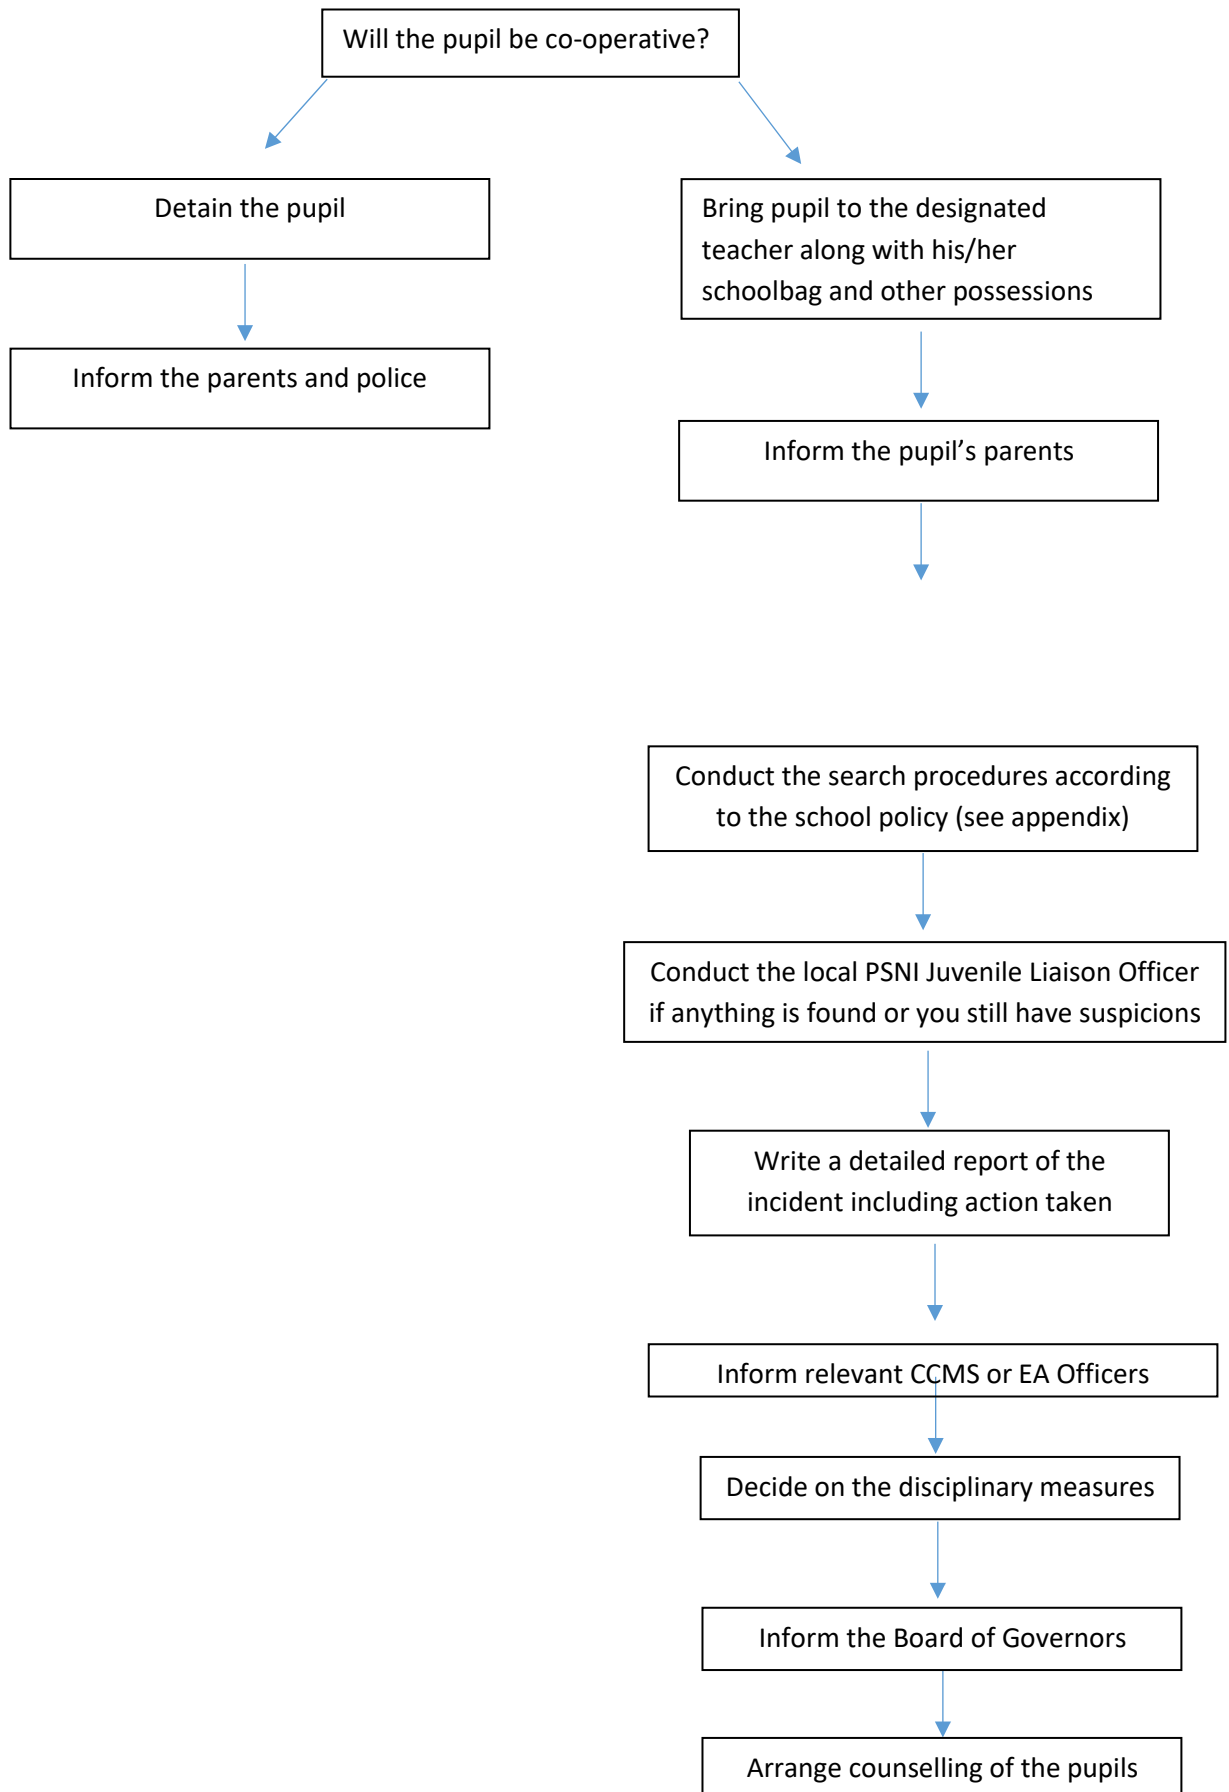 Will the pupil be co-operative?
Detain the pupil
Inform the parents and police
Bring pupil to the designated
teacher along with his/her
schoolbag and other possessions
Inform the pupil’s parents
Conduct the search procedures according
to the school policy (see appendix)
Conduct the local PSNI Juvenile Liaison Officer
if anything is found or you still have suspicions
Write a detailed report of the
incident including action taken
Inform relevant CCMS or EA Officers
Decide on the disciplinary measures
Inform the Board of Governors
Arrange counselling of the pupils